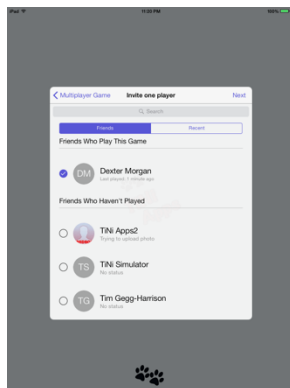 iPad
11:20 PM
100%
Multiplayer Game
Invite one player
Next
Search
Friends
Recent
Friends Who Play This Game
DM
Dexter Morgan
Last played 1 minute ago
Friends Who Haven't Played
TiNi Apps2
Trying to upload photo
TS
TiNi Simulator
No status
TG
Tim Gegg-Harrison
No status